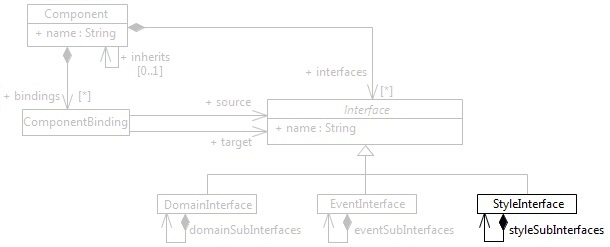 Component
+ name : String
+ inherits
[0..1]
+ interfaces
+ bindings
[*]
[*]
+ source
Interface
ComponentBinding
+ name : String
+ target
DomainInterface
EventInterface
StyleInterface
domainSubInterfaces
eventSubInterfaces
styleSubInterfaces